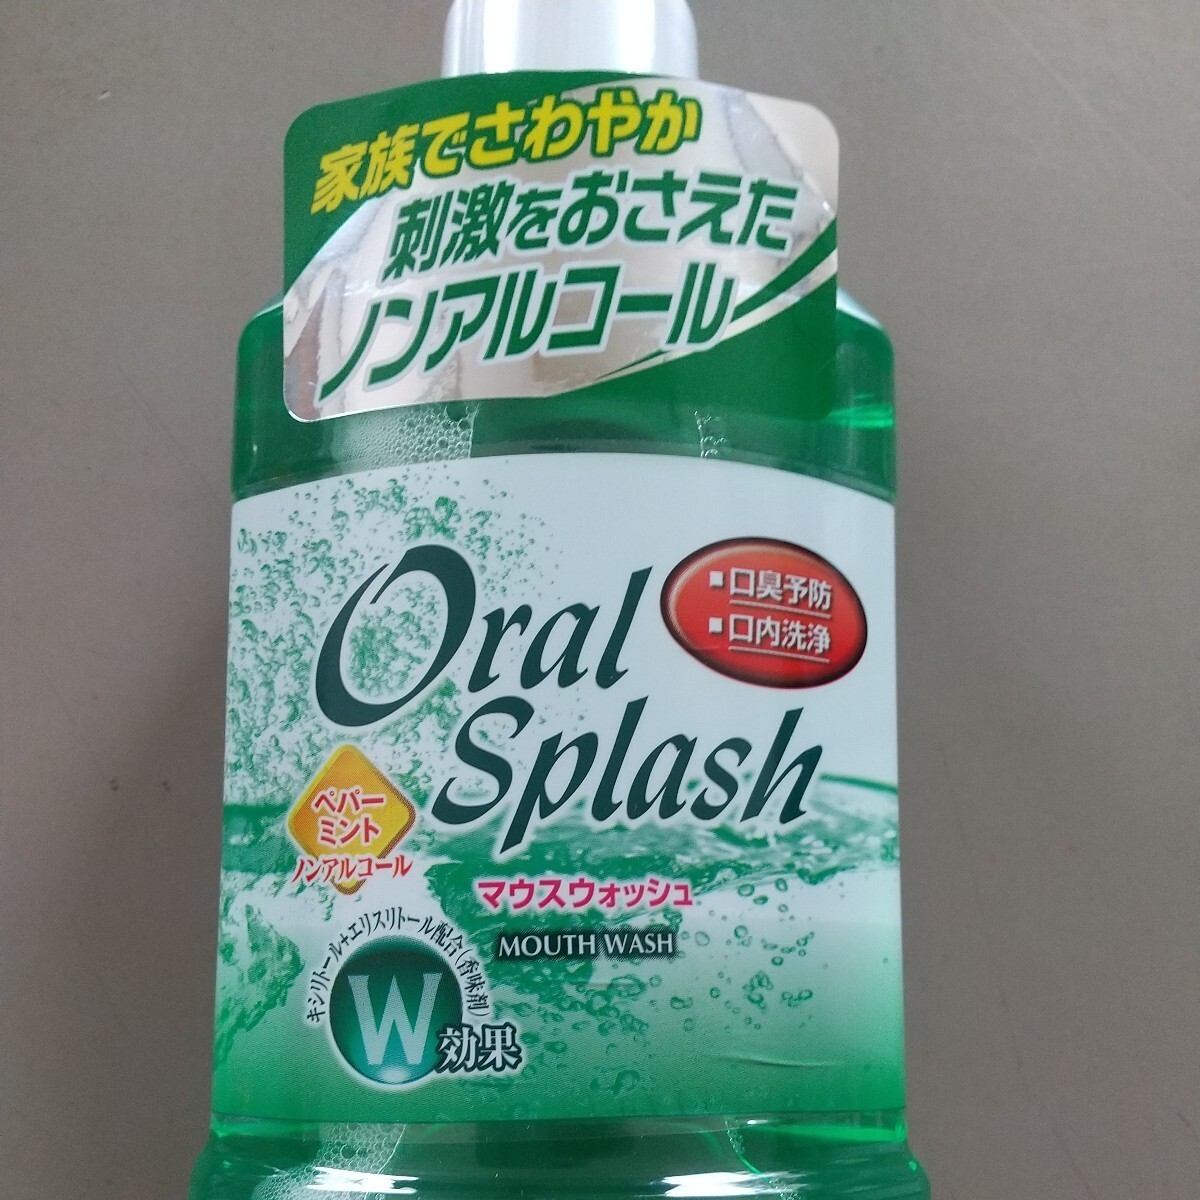 家族でさわやか
刺激をおさえた
ノンアルコール
Oral
Splash
■口臭予防
■口内洗浄
ペパー
ミント
ノンアルコール
マウスウォッシュ
MOUTH WASH
キシリトール+エリスリトール配合(香味剤)
W効果